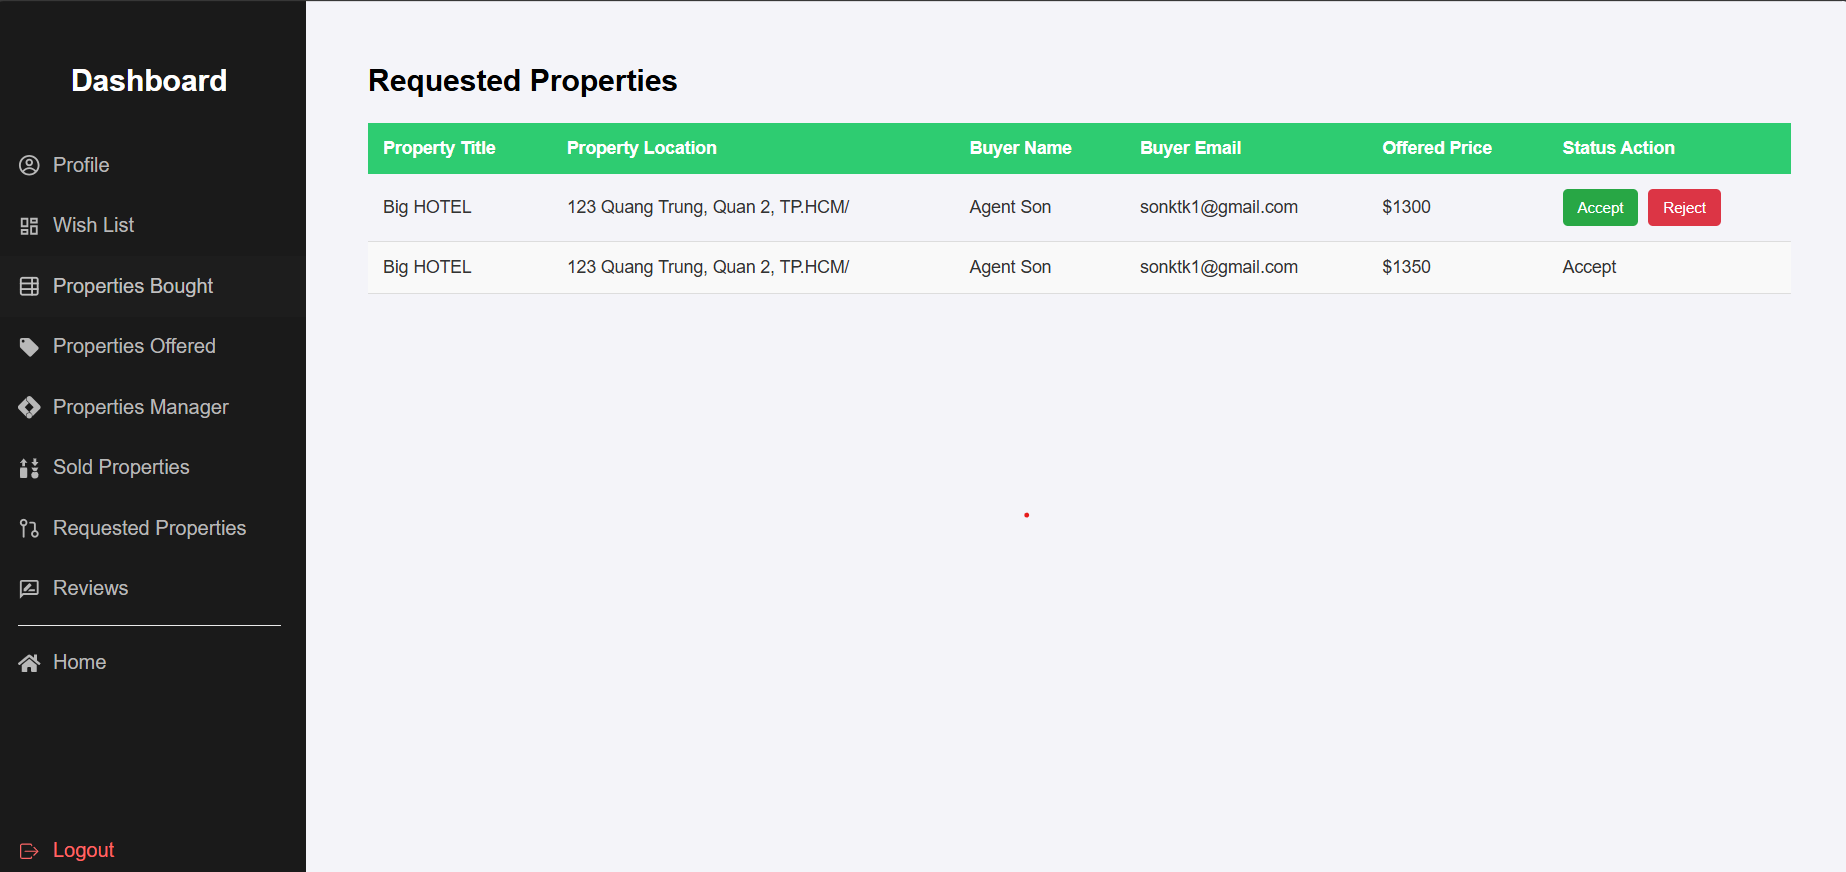 Dashboard
Profile
Wish List
Properties Bought
Properties Offered
Properties Manager
Sold Properties
Requested Properties
Reviews
Home
Logout
Requested Properties
Property Title Property Location Buyer Name Buyer Email Offered Price Status Action
Big HOTEL 123 Quang Trung, Quan 2, TP.HCM/ Agent Son sonktk1@gmail.com $1300 Accept Reject
Big HOTEL 123 Quang Trung, Quan 2, TP.HCM/ Agent Son sonktk1@gmail.com $1350 Accept